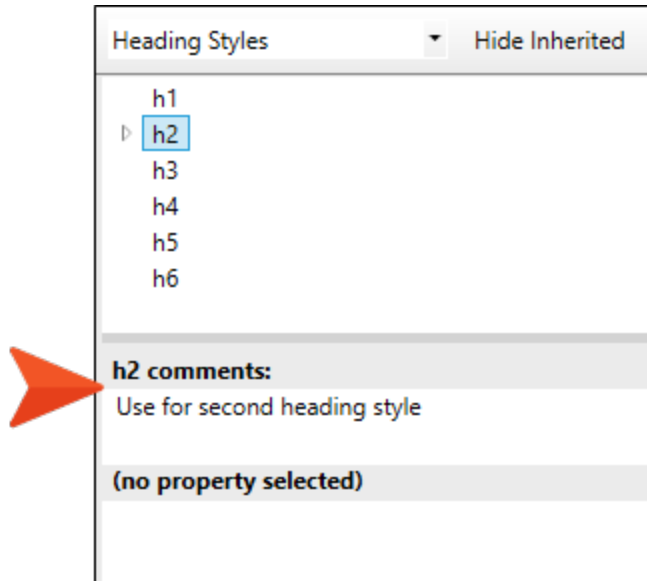 Heading Styles Hide Inherited
h1
h2
h3
h4
h5
h6
h2 comments:
Use for second heading style
(no property selected)